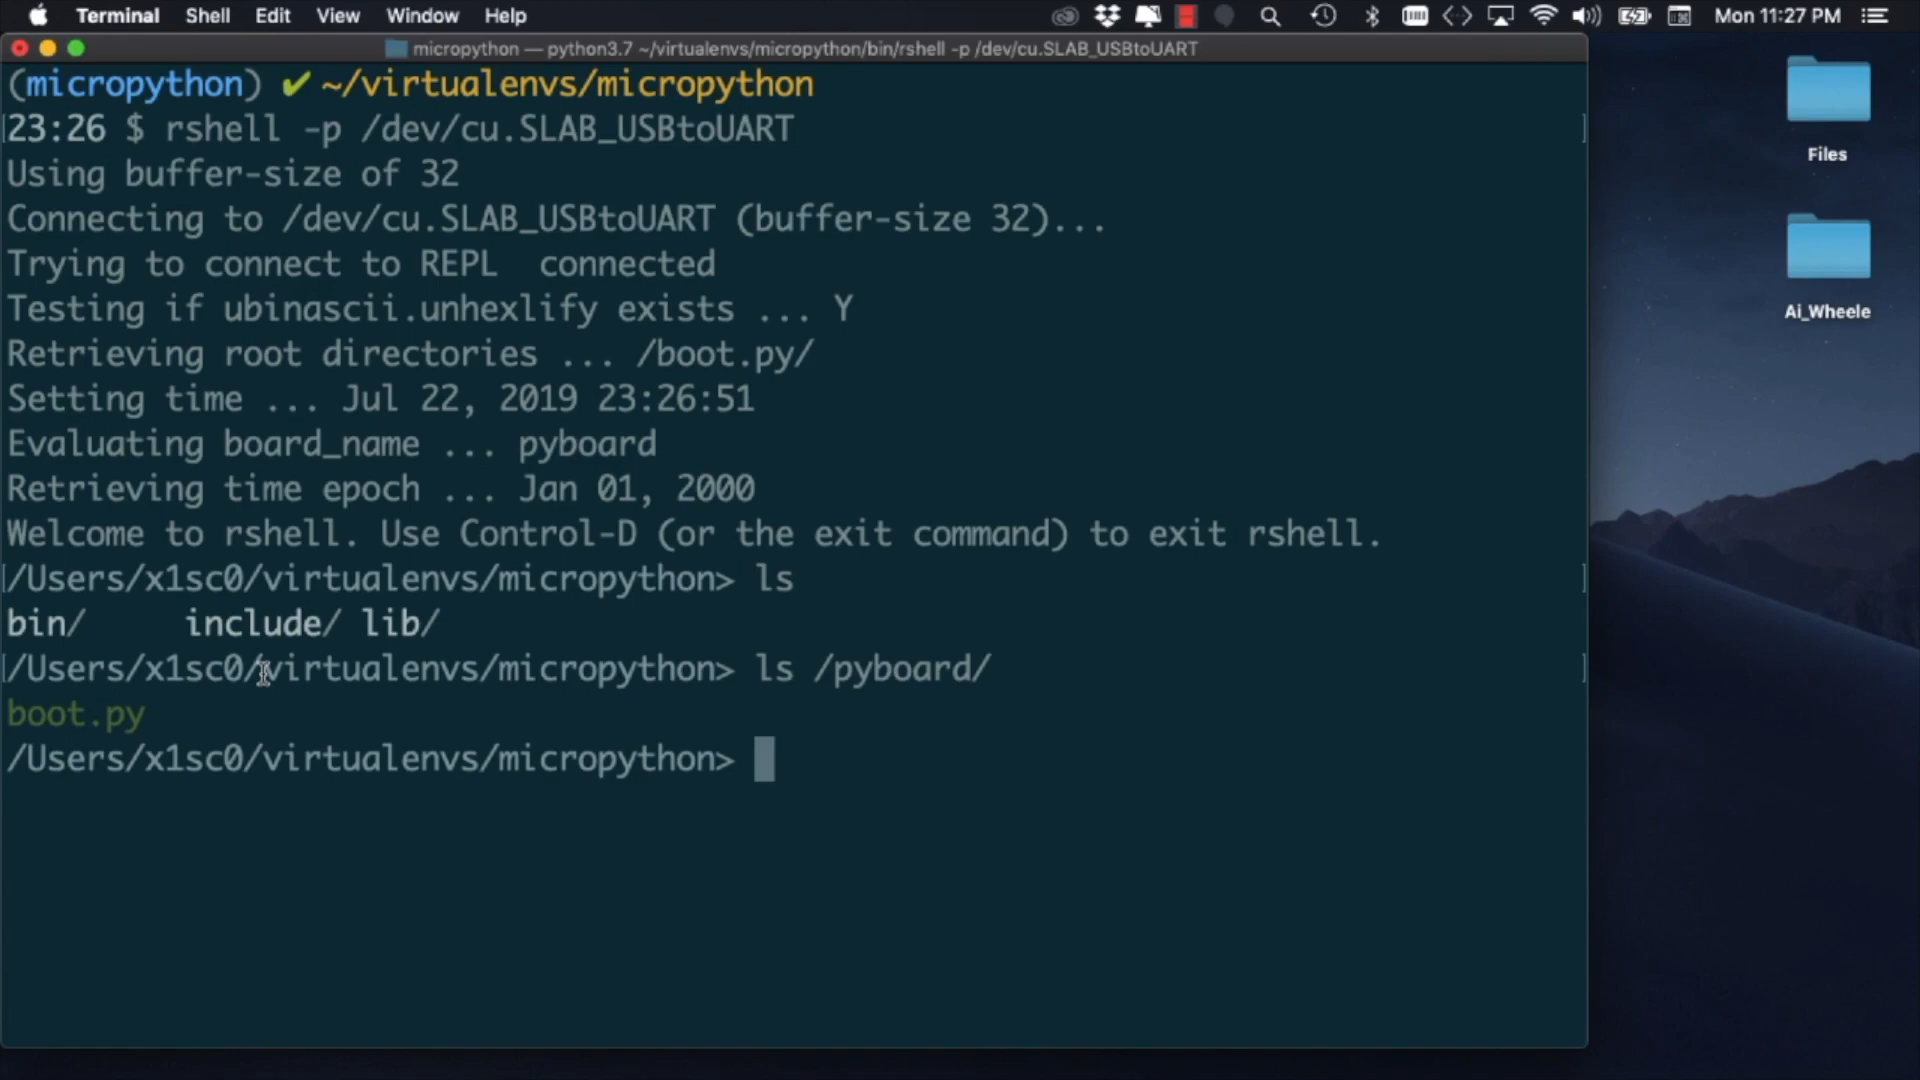 Terminal Shell Edit View Window Help Mon 11:27 PM
micropython — python3.7 ~/virtualenvs/micropython/bin/rshell -p /dev/cu.SLAB_USBtoUART
(micropython) ✔ ~/virtualenvs/micropython
23:26 $ rshell -p /dev/cu.SLAB_USBtoUART
Using buffer-size of 32
Connecting to /dev/cu.SLAB_USBtoUART (buffer-size 32)...
Trying to connect to REPL  connected
Testing if ubinascii.unhexlify exists ... Y
Retrieving root directories ... /boot.py/
Setting time ... Jul 22, 2019 23:26:51
Evaluating board_name ... pyboard
Retrieving time epoch ... Jan 01, 2000
Welcome to rshell. Use Control-D (or the exit command) to exit rshell.
/Users/x1sc0/virtualenvs/micropython> ls
bin/     include/ lib/
/Users/x1sc0/virtualenvs/micropython> ls /pyboard/
boot.py
/Users/x1sc0/virtualenvs/micropython>
Files
Ai_Wheele